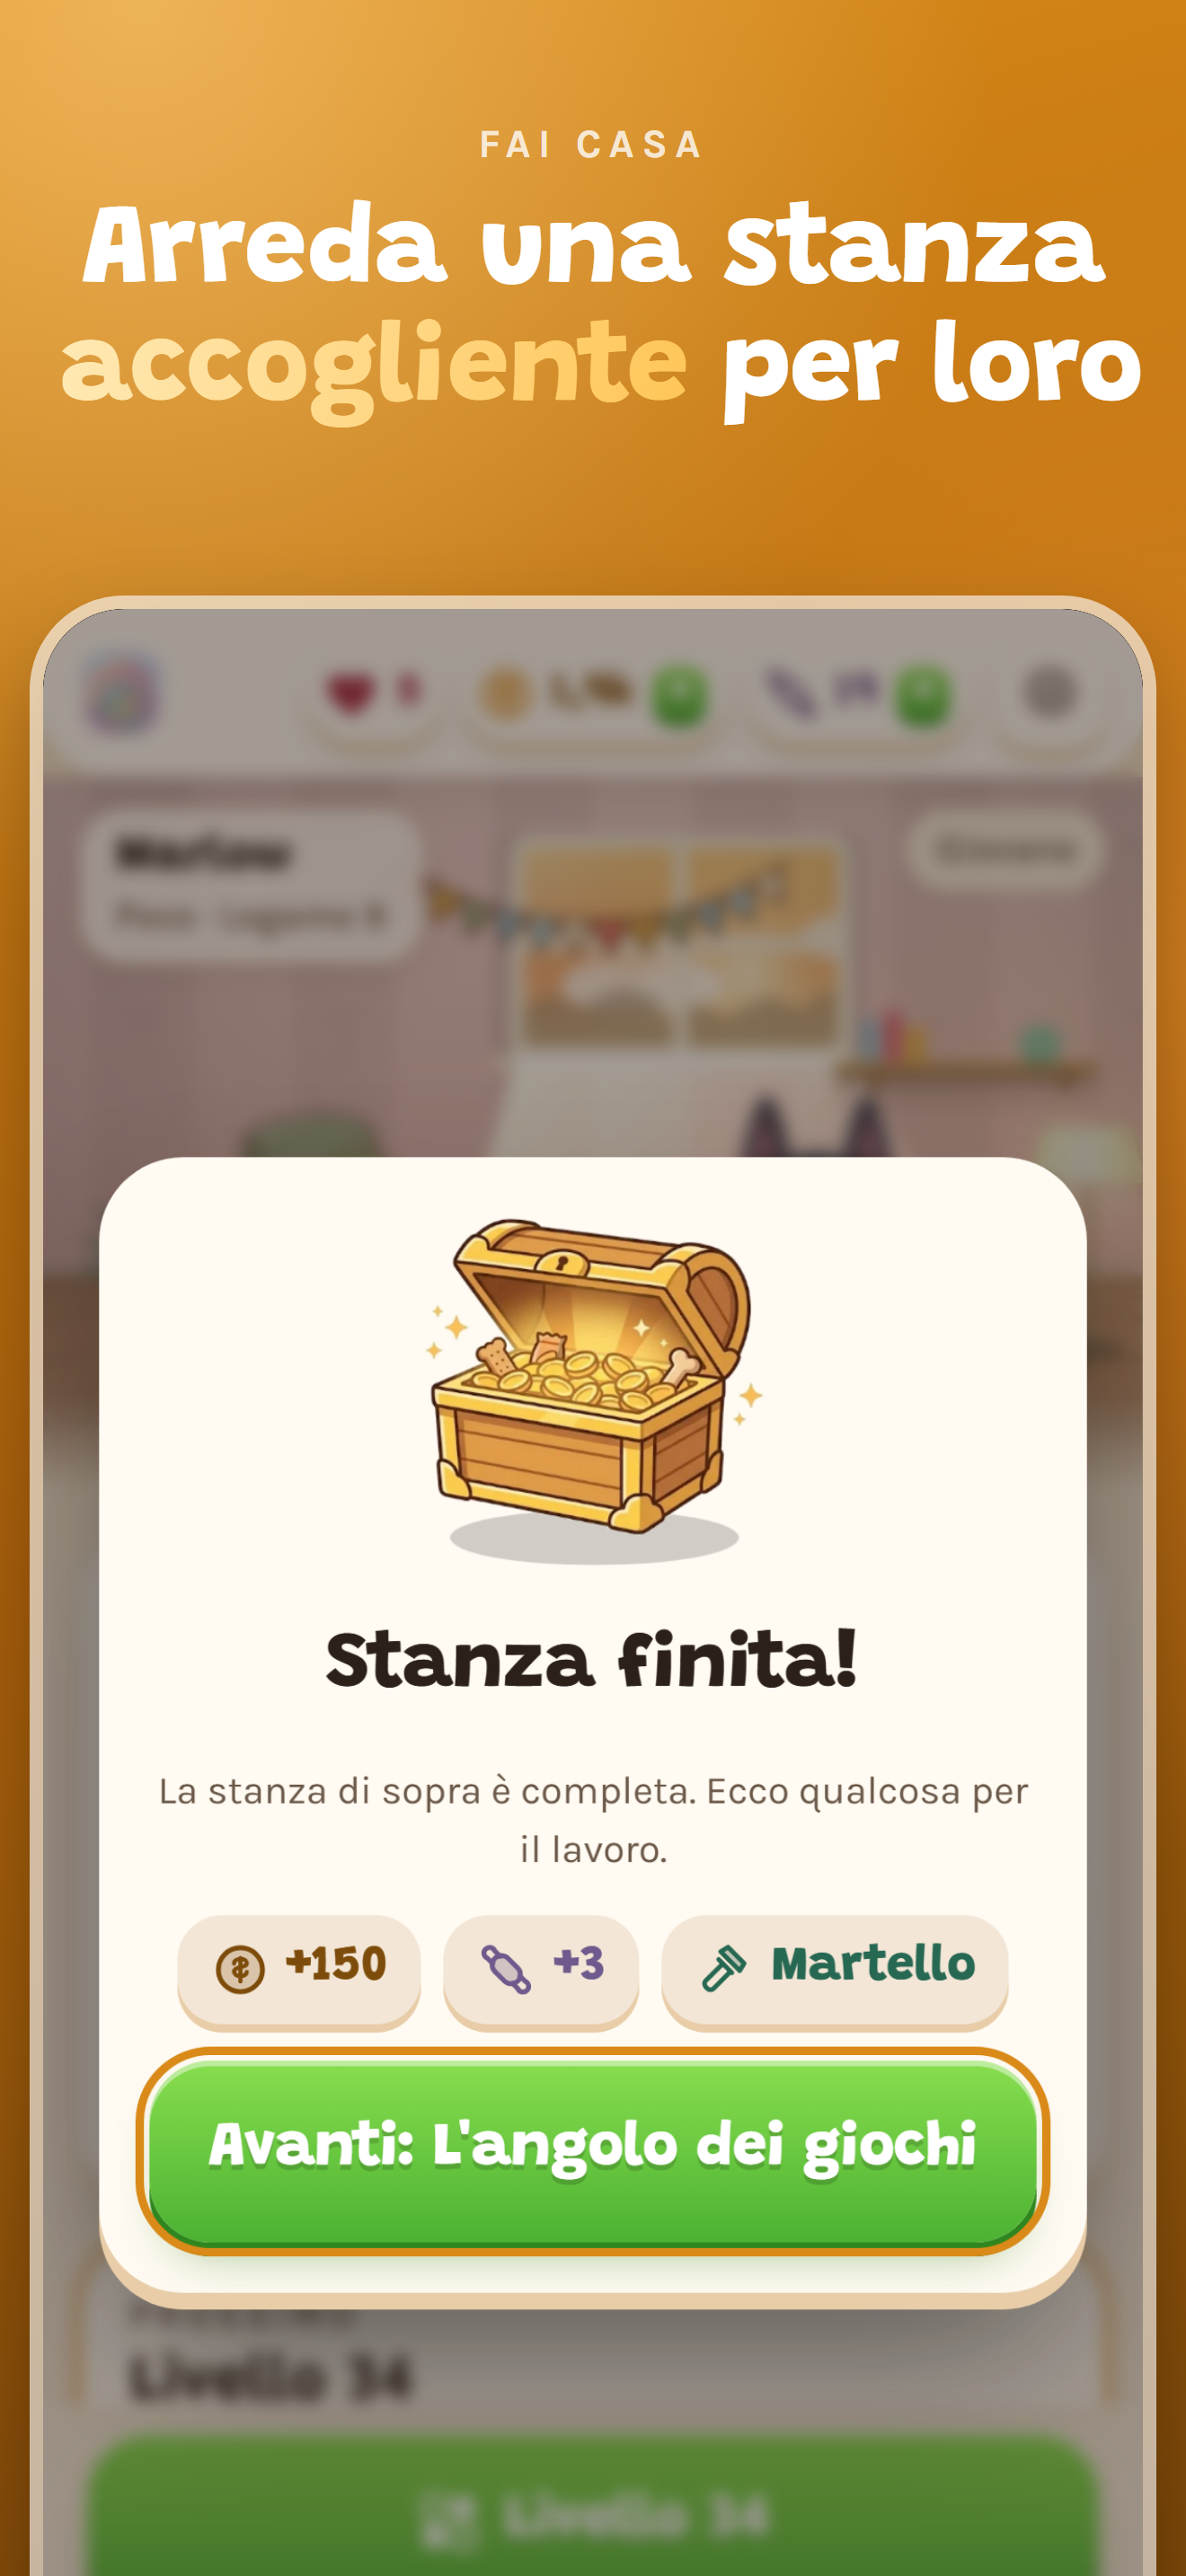 FAI CASA
Arreda una stanza
accogliente per loro
Marlow
Stanza finita!
La stanza di sopra è completa. Ecco qualcosa per
il lavoro.
+150
+3
Martello
Avanti: L'angolo dei giochi
Livello 34
Livello 34